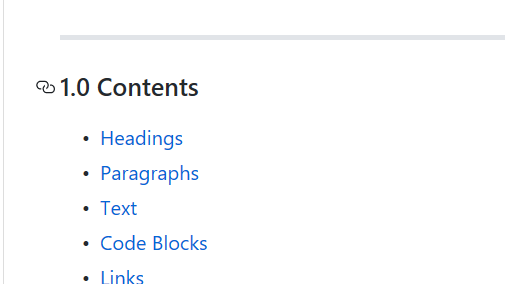 1.0 Contents
Headings
Paragraphs
Text
Code Blocks
Links